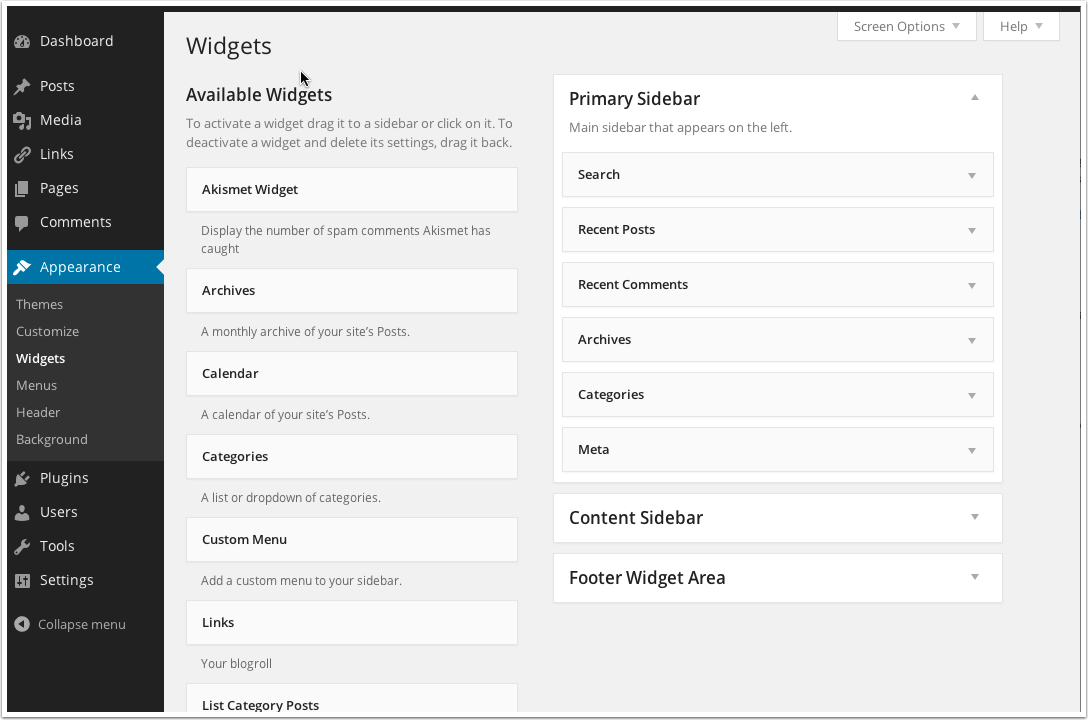 Dashboard
Posts
Media
Links
Pages
Comments
Appearance
Themes
Customize
Widgets
Menus
Header
Background
Plugins
Users
Tools
Settings
Collapse menu
Screen Options
Help
Widgets
Available Widgets
To activate a widget drag it to a sidebar or click on it. To
deactivate a widget and delete its settings, drag it back.
Akismet Widget
Display the number of spam comments Akismet has
caught
Archives
A monthly archive of your site’s Posts.
Calendar
A calendar of your site’s Posts.
Categories
A list or dropdown of categories.
Custom Menu
Add a custom menu to your sidebar.
Links
Your blogroll
List Category Posts
Primary Sidebar
Main sidebar that appears on the left.
Search
Recent Posts
Recent Comments
Archives
Categories
Meta
Content Sidebar
Footer Widget Area